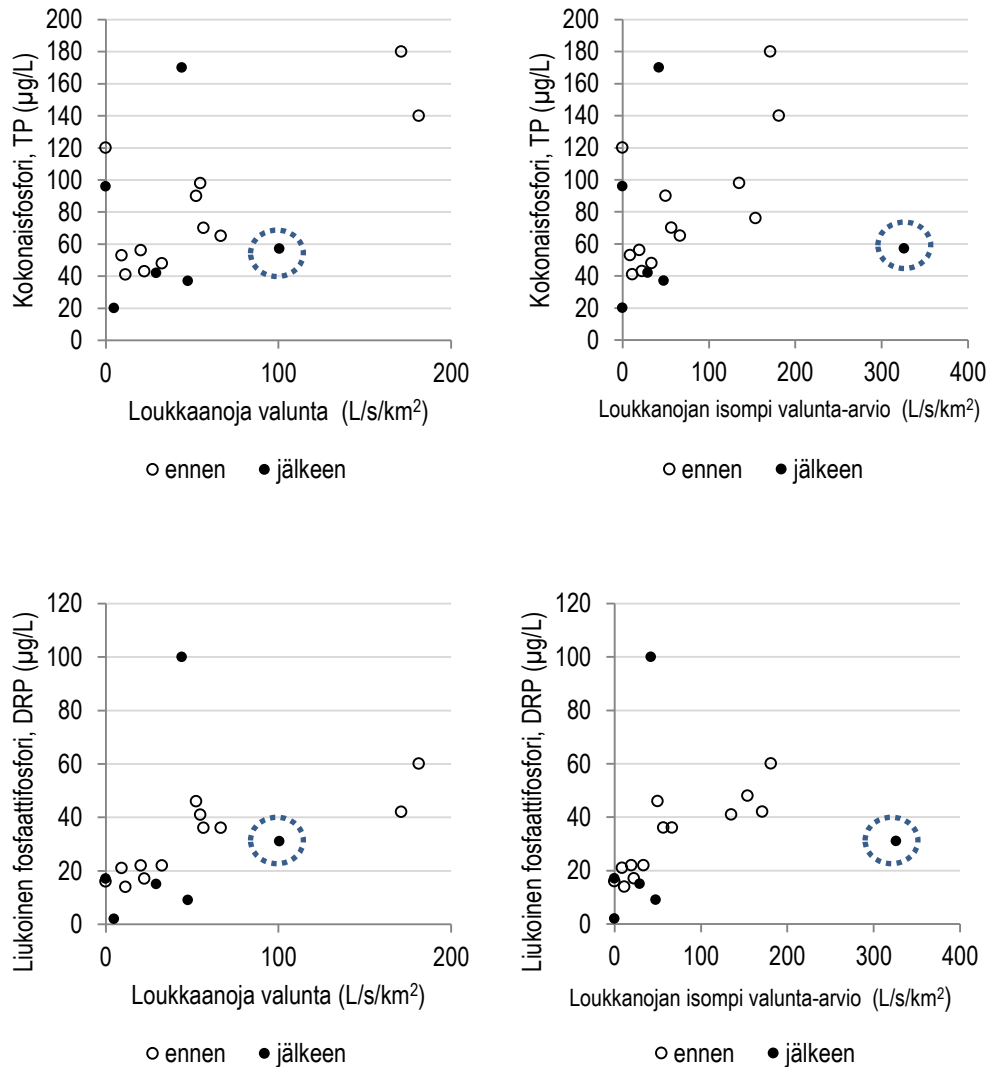 Kokonaisfosfori, TP (µg/L)
200
180
160
140
120
100
80
60
40
20
0
0 100 200
Loukkaanoja valunta (L/s/km²)
ennen jälkeen
Kokonaisfosfori, TP (µg/L)
200
180
160
140
120
100
80
60
40
20
0
0 100 200 300 400
Loukkanojan isompi valunta-arvio (L/s/km²)
ennen jälkeen
Liukoinen fosfaattifosfori, DRP (µg/L)
120
100
80
60
40
20
0
0 100 200
Loukkaanoja valunta (L/s/km²)
ennen jälkeen
Liukoinen fosfaattifosfori, DRP (µg/L)
120
100
80
60
40
20
0
0 100 200 300 400
Loukkanojan isompi valunta-arvio (L/s/km²)
ennen jälkeen